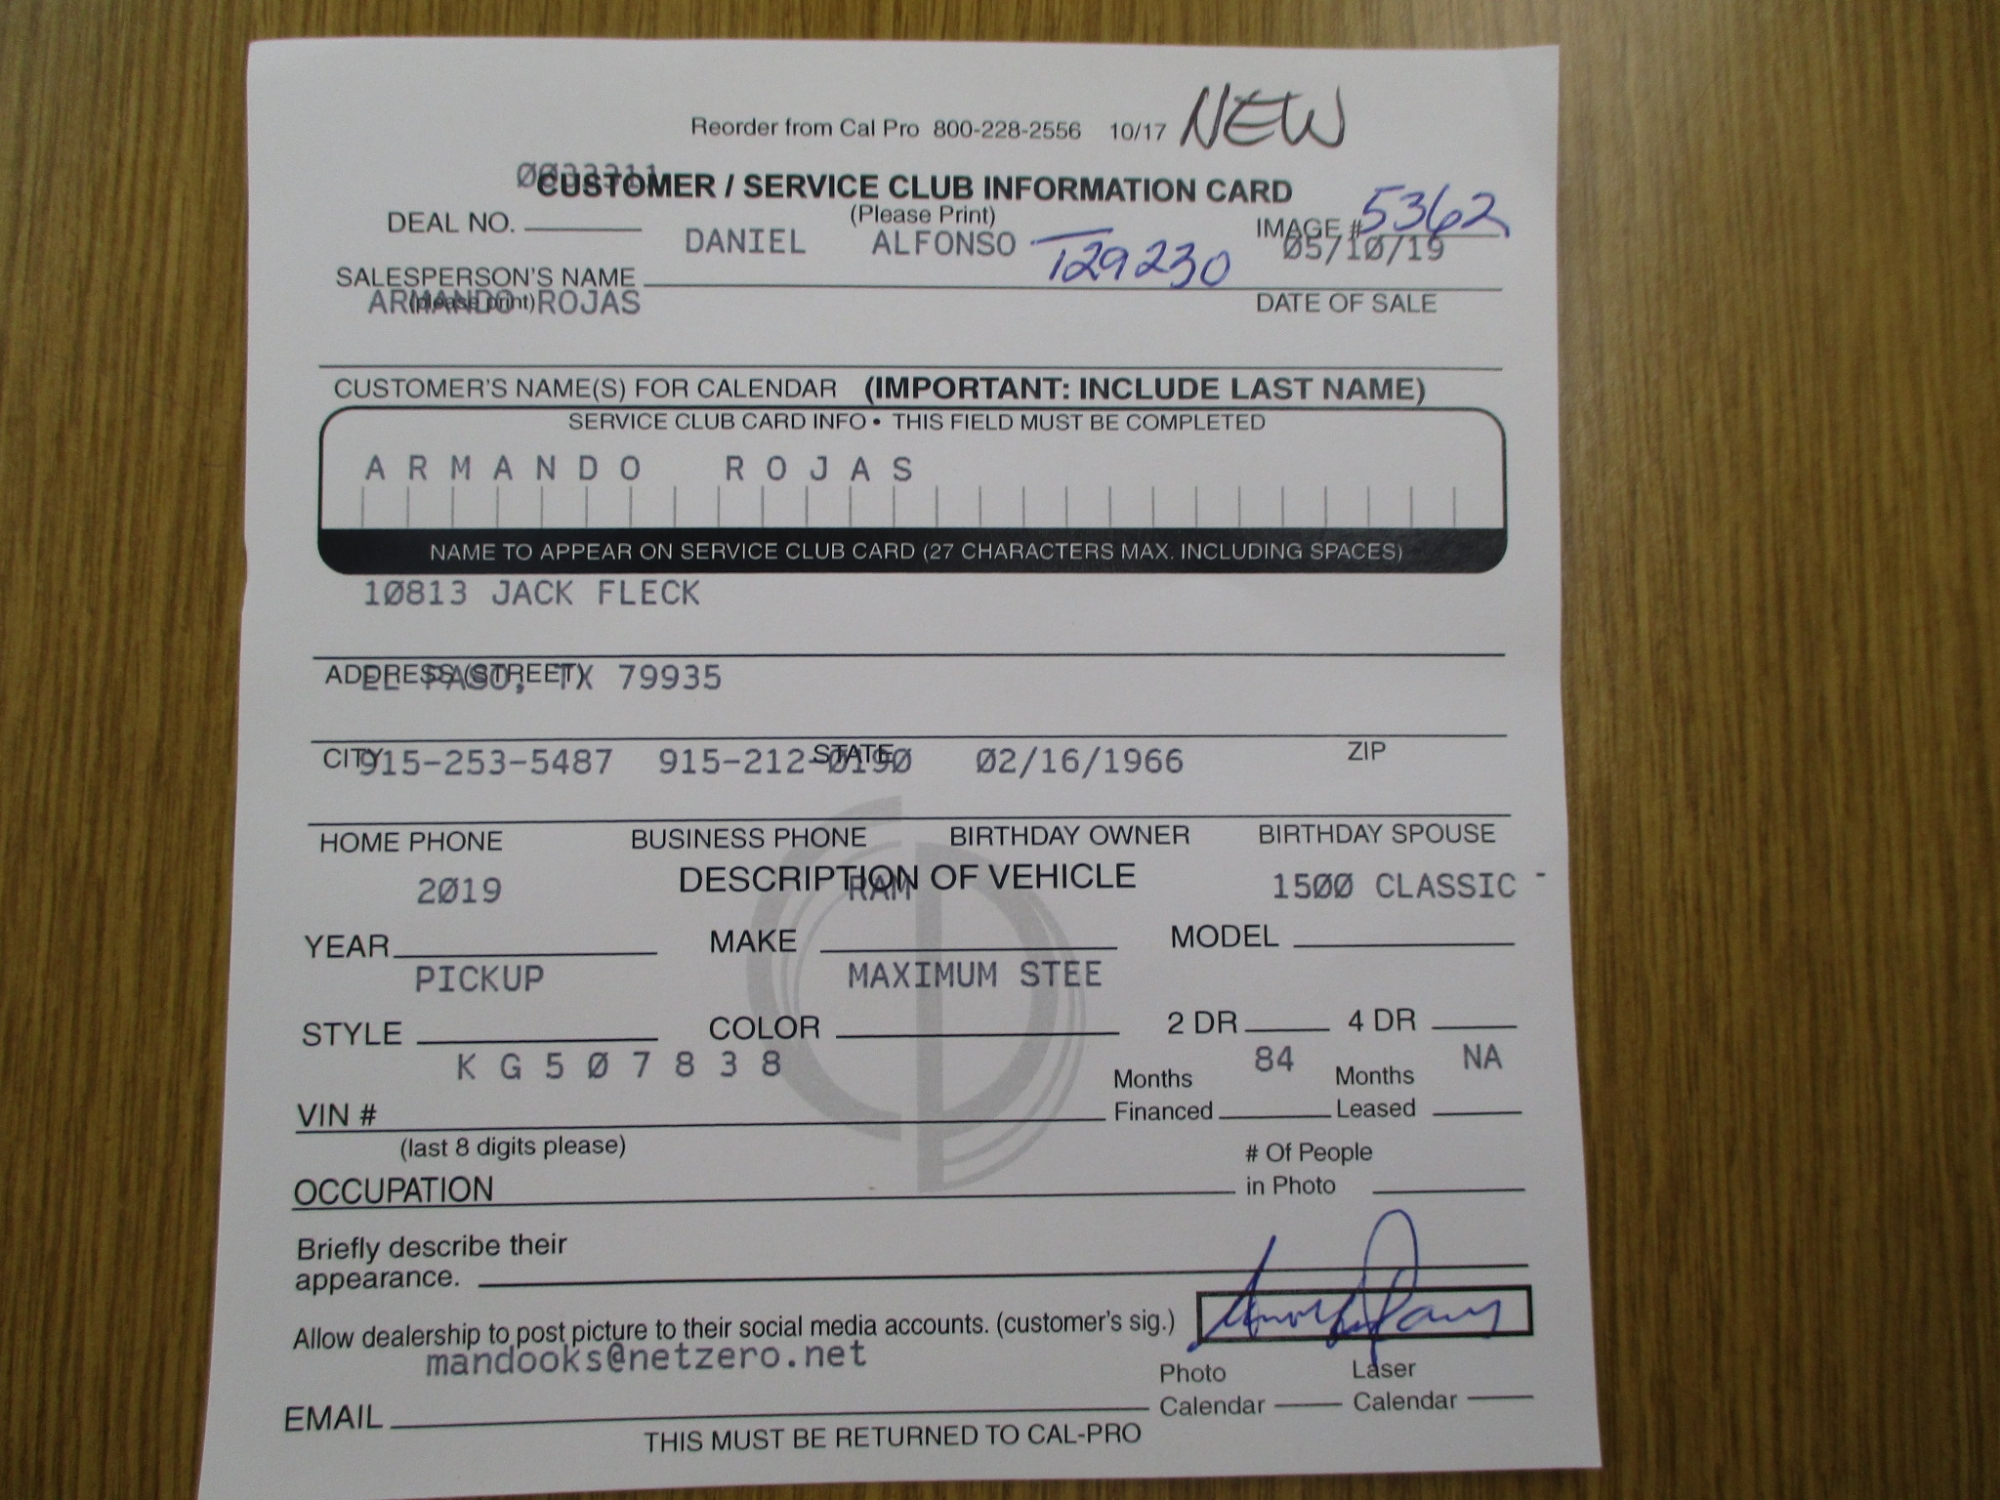 Reorder from Cal Pro 800-228-2556 10/17 NEW
CUSTOMER / SERVICE CLUB INFORMATION CARD
(Please Print)
DEAL NO. IMAGE # 5362
DANIEL ALFONSO T29230 05/10/19
SALESPERSON'S NAME
(please print) DATE OF SALE
ARMANDO ROJAS
CUSTOMER'S NAME(S) FOR CALENDAR (IMPORTANT: INCLUDE LAST NAME)
SERVICE CLUB CARD INFO • THIS FIELD MUST BE COMPLETED
ARMANDO ROJAS
NAME TO APPEAR ON SERVICE CLUB CARD (27 CHARACTERS MAX. INCLUDING SPACES)
10813 JACK FLECK
ADDRESS (STREET)
EL PASO, TX 79935
CITY STATE ZIP
915-253-5487 915-212-0190 02/16/1966
HOME PHONE BUSINESS PHONE BIRTHDAY OWNER BIRTHDAY SPOUSE
DESCRIPTION OF VEHICLE
2019 RAM 1500 CLASSIC -
YEAR MAKE MODEL
PICKUP MAXIMUM STEE
STYLE COLOR 2 DR 4 DR
KG507838 84 NA
VIN # Months Financed Months Leased
(last 8 digits please)
OCCUPATION # Of People in Photo
Briefly describe their
appearance.
Allow dealership to post picture to their social media accounts. (customer's sig.)
mandooks@netzero.net
EMAIL Photo Calendar Laser Calendar
THIS MUST BE RETURNED TO CAL-PRO